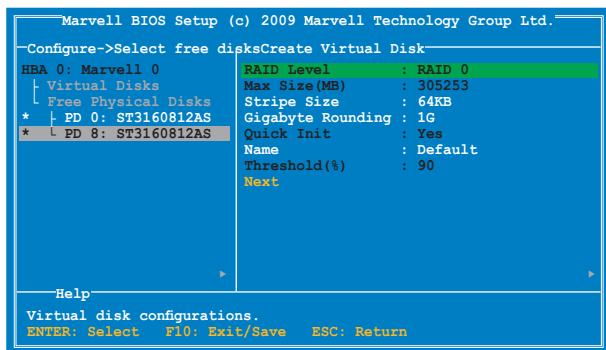 Marvell BIOS Setup (c) 2009 Marvell Technology Group Ltd.
Configure->Select free disksCreate Virtual Disk
HBA 0: Marvell 0
Virtual Disks
Free Physical Disks
* PD 0: ST3160812AS
* PD 8: ST3160812AS
RAID Level : RAID 0
Max Size(MB) : 305253
Stripe Size : 64KB
Gigabyte Rounding : 1G
Quick Init : Yes
Name : Default
Threshold(%) : 90
Next
Help
Virtual disk configurations.
ENTER: Select F10: Exit/Save ESC: Return